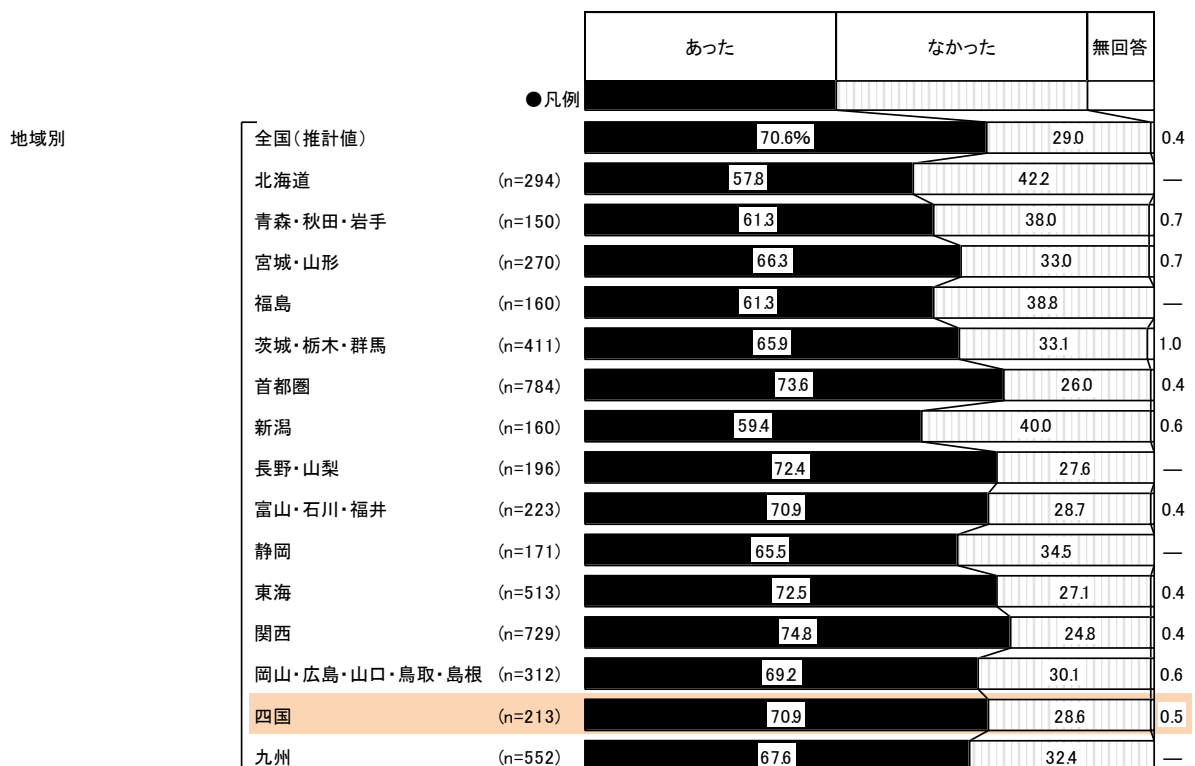 あった なかった 無回答
●凡例
地域別 全国（推計値） 70.6% 29.0 0.4
北海道 (n=294) 57.8 42.2 ―
青森・秋田・岩手 (n=150) 61.3 38.0 0.7
宮城・山形 (n=270) 66.3 33.0 0.7
福島 (n=160) 61.3 38.8 ―
茨城・栃木・群馬 (n=411) 65.9 33.1 1.0
首都圏 (n=784) 73.6 26.0 0.4
新潟 (n=160) 59.4 40.0 0.6
長野・山梨 (n=196) 72.4 27.6 ―
富山・石川・福井 (n=223) 70.9 28.7 0.4
静岡 (n=171) 65.5 34.5 ―
東海 (n=513) 72.5 27.1 0.4
関西 (n=729) 74.8 24.8 0.4
岡山・広島・山口・鳥取・島根 (n=312) 69.2 30.1 0.6
四国 (n=213) 70.9 28.6 0.5
九州 (n=552) 67.6 32.4 ―